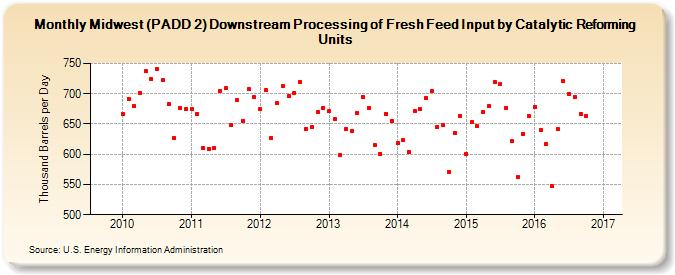 Monthly Midwest (PADD 2) Downstream Processing of Fresh Feed Input by Catalytic Reforming
Units
Thousand Barrels per Day
750
700
650
600
550
500
2010 2011 2012 2013 2014 2015 2016 2017
Source: U.S. Energy Information Administration